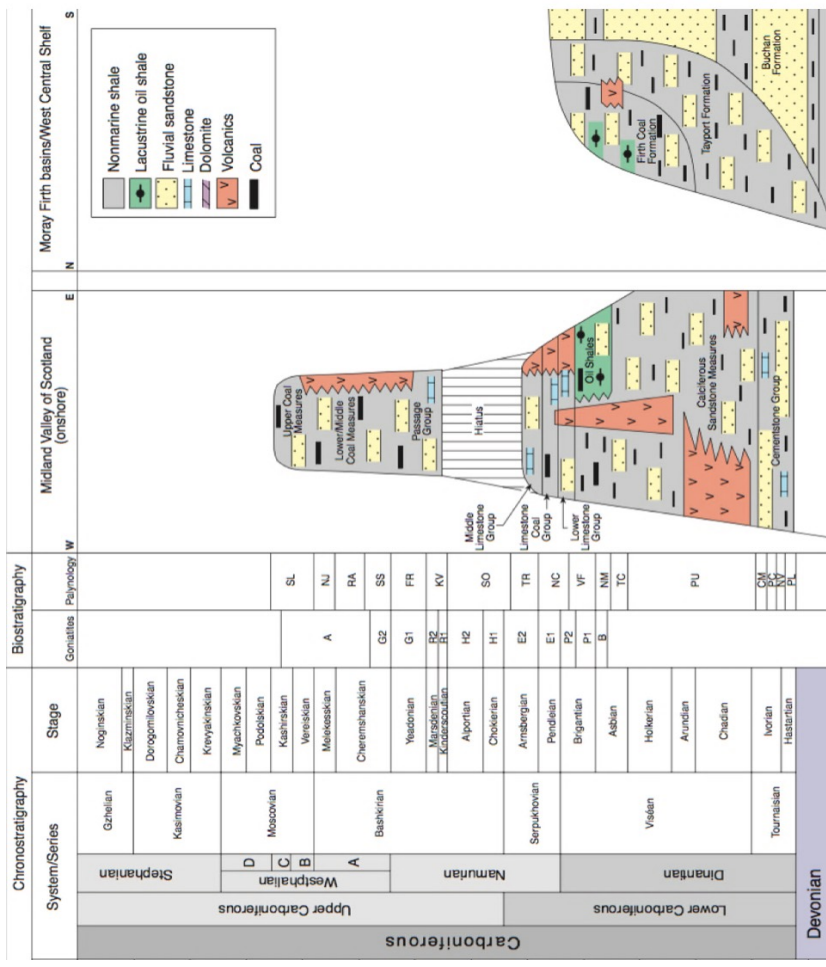 Chronostratigraphy
Biostratigraphy
Midland Valley of Scotland
(onshore)
Moray Firth basins/West Central Shelf
System/Series
Stage
Goniatites
Palynology
W
E
N
S
Carboniferous
Upper Carboniferous
Lower Carboniferous
Devonian
Stephanian
Westphalian
D
C
B
A
Namurian
Dinantian
Gzhelian
Kasimovian
Moscovian
Bashkirian
Serpukhovian
Viséan
Tournaisian
Noginskian
Klazminskian
Dorogomilovskian
Chamovnicheskian
Krevyakinskian
Myachkovskian
Podolskian
Kashirskian
Vereiskian
Melekesskian
Cheremshanskian
Yeadonian
Marsdenian
Kinderscoutian
Alportian
Chokierian
Arnsbergian
Pendleian
Brigantian
Asbian
Holkerian
Arundian
Chadian
Ivorian
Hastartian
A
G2
G1
R2
R1
H2
H1
E2
E1
P2
P1
B
SL
NJ
RA
SS
FR
KV
SO
TR
NC
VF
NM
TC
PU
CM
PC
NV
PL
Upper Coal
Measures
Lower/Middle
Coal Measures
Passage
Group
Hiatus
Middle
Limestone
Group
Limestone
Coal
Group
Lower
Limestone
Group
Oil Shales
Calciferous
Sandstone Measures
Cementstone Group
Nonmarine shale
Lacustrine oil shale
Fluvial sandstone
Limestone
Dolomite
Volcanics
Coal
Firth Coal
Formation
Tayport Formation
Buchan
Formation